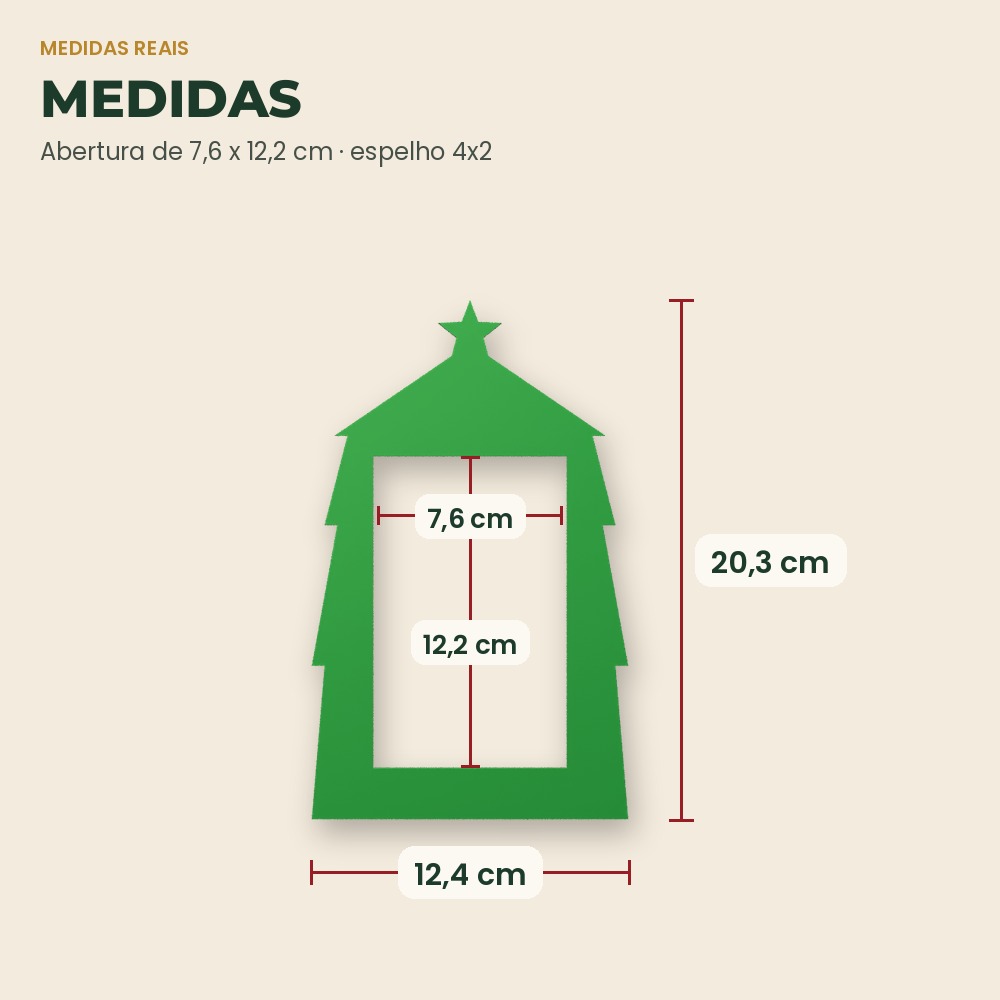 MEDIDAS REAIS
MEDIDAS
Abertura de 7,6 x 12,2 cm · espelho 4x2
7,6 cm
20,3 cm
12,2 cm
12,4 cm